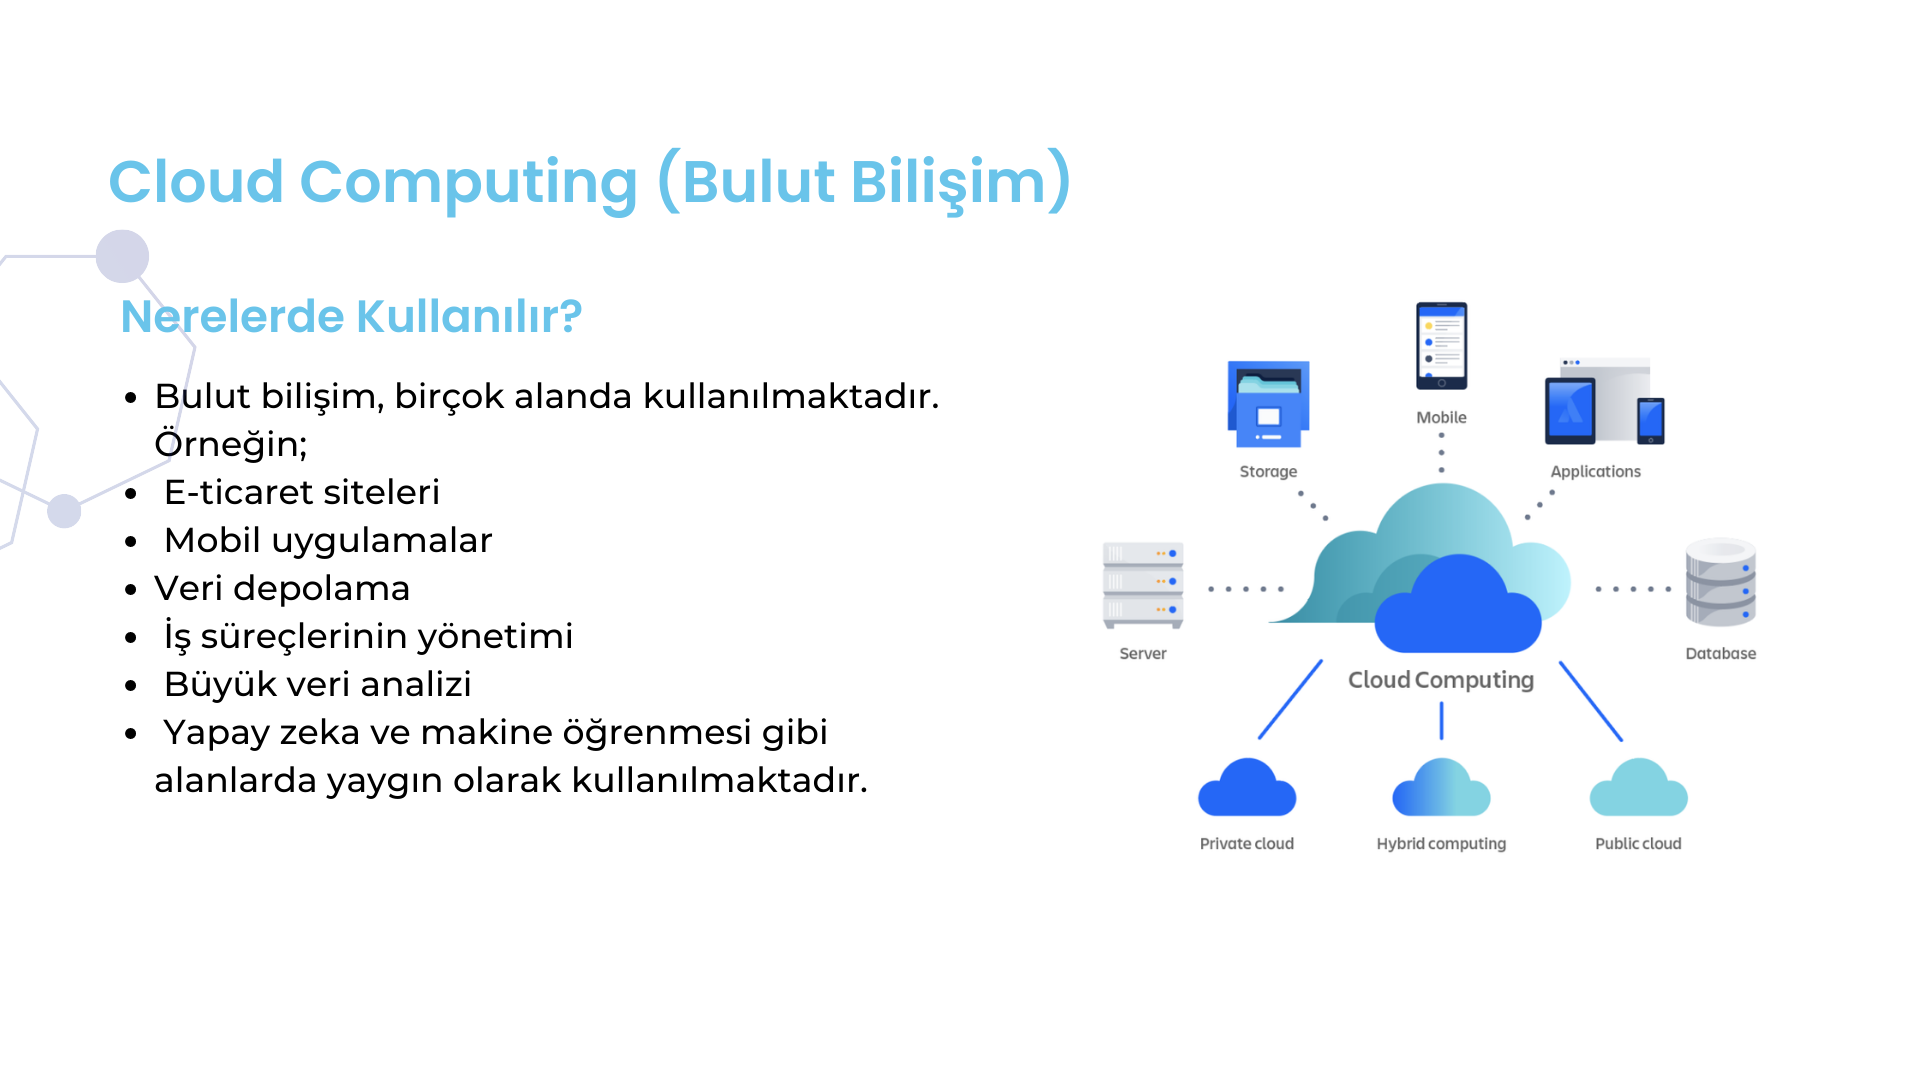 Cloud Computing (Bulut Bilişim)
Nerelerde Kullanılır?
• Bulut bilişim, birçok alanda kullanılmaktadır.
Örneğin;
• E-ticaret siteleri
• Mobil uygulamalar
• Veri depolama
• İş süreçlerinin yönetimi
• Büyük veri analizi
• Yapay zeka ve makine öğrenmesi gibi
alanlarda yaygın olarak kullanılmaktadır.
Mobile
Storage
Applications
Server
Database
Cloud Computing
Private cloud
Hybrid computing
Public cloud